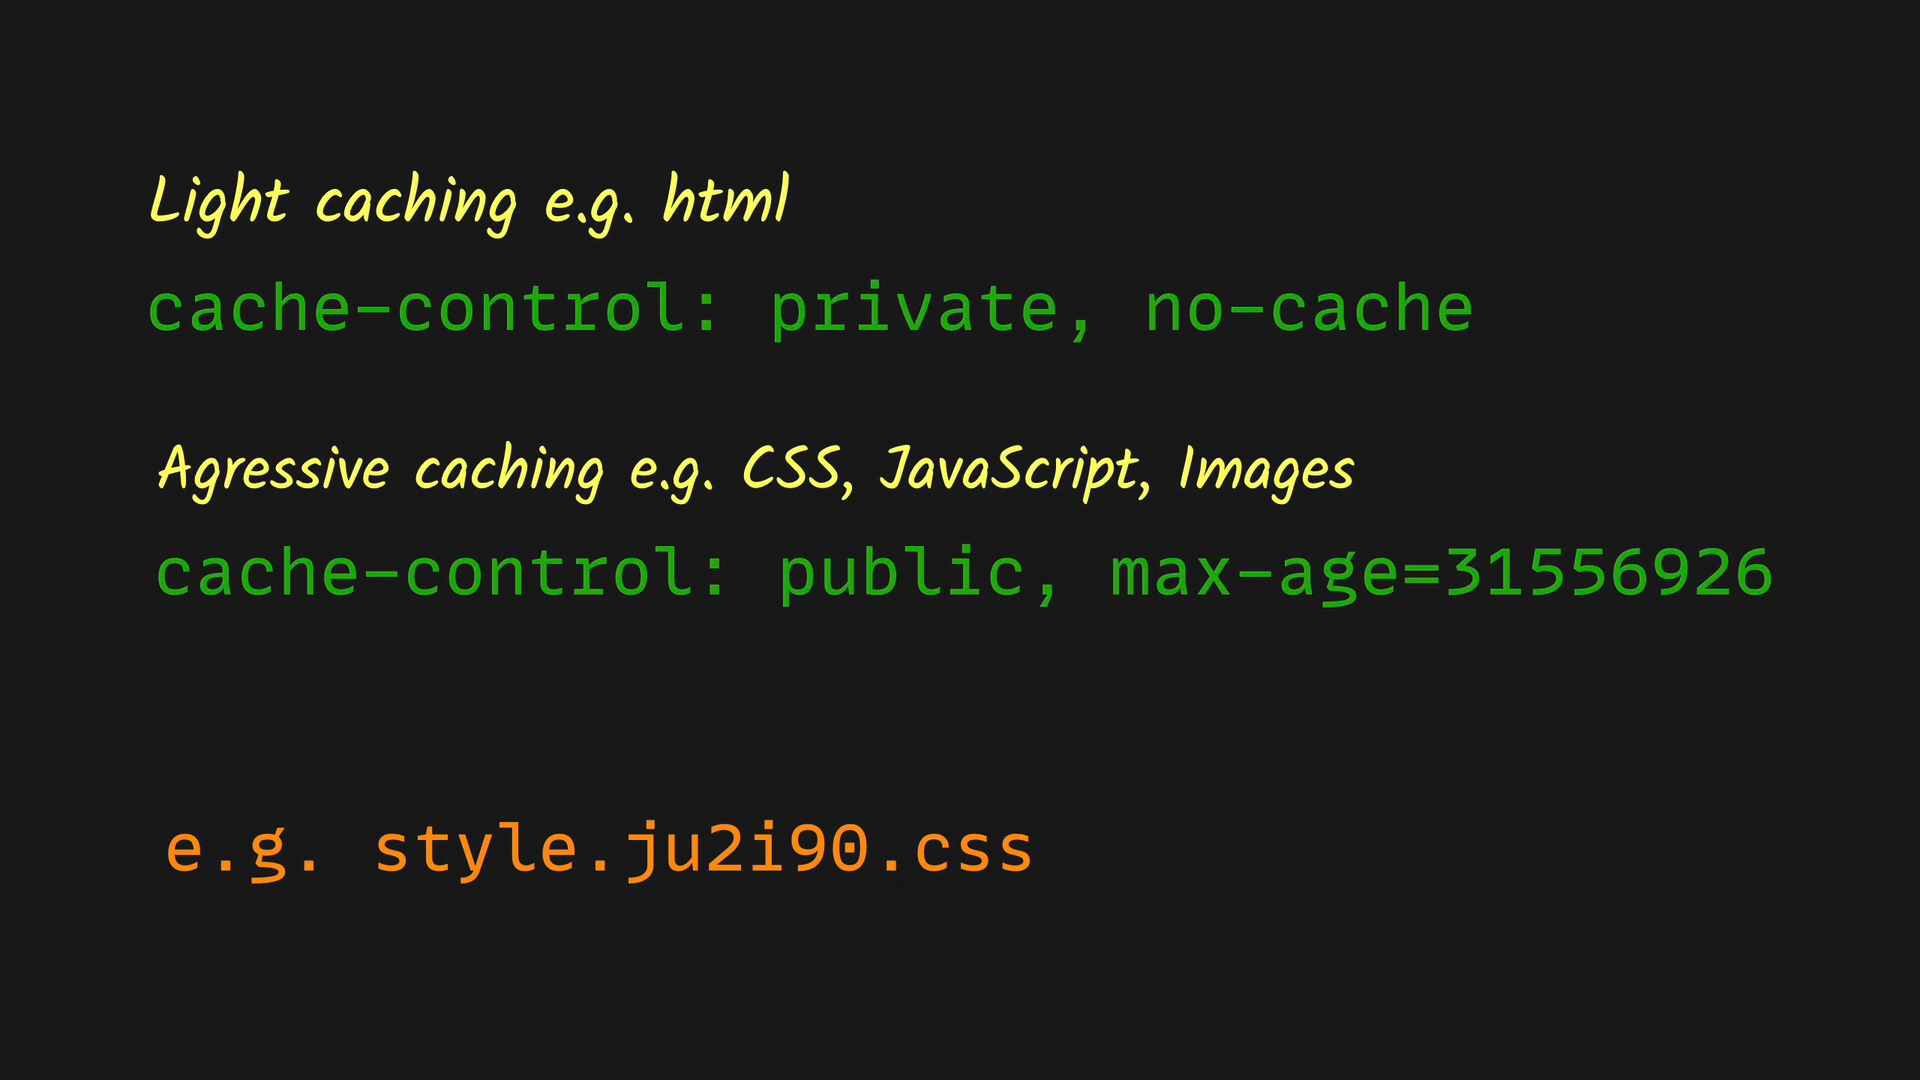 Light caching e.g. html
cache-control: private, no-cache
Agressive caching e.g. CSS, JavaScript, Images
cache-control: public, max-age=31556926
e.g. style.ju2i90.css